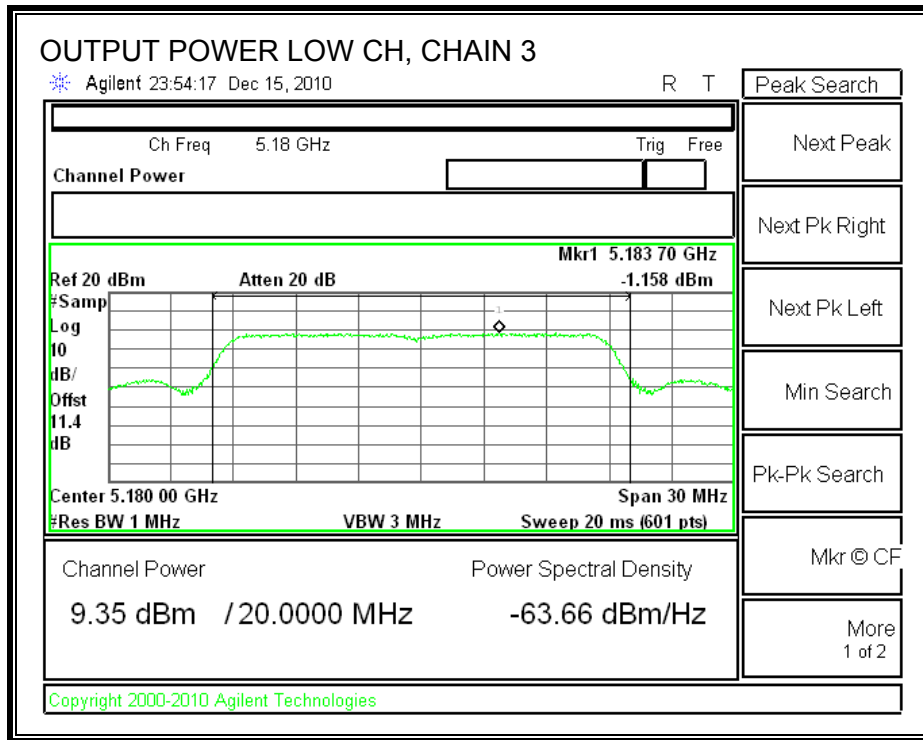 OUTPUT POWER LOW CH, CHAIN 3
Agilent 23:54:17 Dec 15, 2010 R T
Ch Freq 5.18 GHz Trig Free
Channel Power
Mkr1 5.183 70 GHz
Ref 20 dBm Atten 20 dB -1.158 dBm
#Samp
Log
10
dB/
Offst
11.4
dB
1
Center 5.180 00 GHz Span 30 MHz
#Res BW 1 MHz VBW 3 MHz Sweep 20 ms (601 pts)
Channel Power Power Spectral Density
9.35 dBm / 20.0000 MHz -63.66 dBm/Hz
Copyright 2000-2010 Agilent Technologies
Peak Search
Next Peak
Next Pk Right
Next Pk Left
Min Search
Pk-Pk Search
Mkr © CF
More
1 of 2